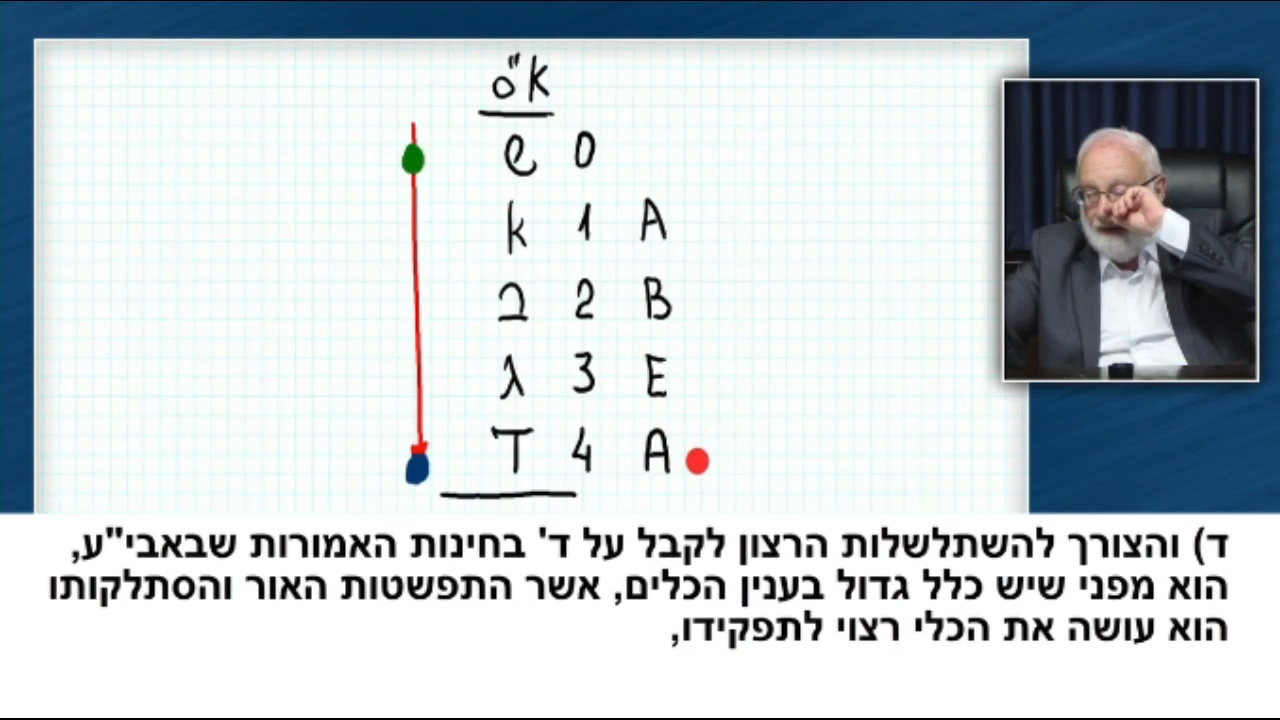 א"ס
ש 0
א 1 A
ב 2 B
ג 3 E
ד 4 A
ד) והצורך להשתלשלות הרצון לקבל על ד' בחינות האמורות שבאבי"ע,
הוא מפני שיש כלל גדול בענין הכלים, אשר התפשטות האור והסתלקותו
הוא עושה את הכלי רצוי לתפקידו,